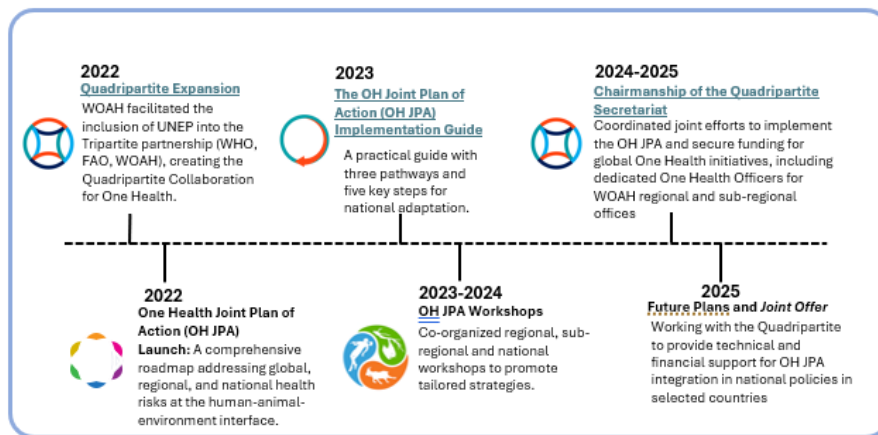 2022
Quadripartite Expansion
WOAH facilitated the
inclusion of UNEP into the
Tripartite partnership (WHO,
FAO, WOAH), creating the
Quadripartite Collaboration
for One Health.
2023
The OH Joint Plan of
Action (OH JPA)
Implementation Guide
A practical guide with
three pathways and
five key steps for
national adaptation.
2024-2025
Chairmanship of the Quadripartite
Secretariat
Coordinated joint efforts to implement
the OH JPA and secure funding for
global One Health initiatives, including
dedicated One Health Officers for
WOAH regional and sub-regional
offices
2022
One Health Joint Plan of
Action (OH JPA)
Launch: A comprehensive
roadmap addressing global,
regional, and national health
risks at the human-animal-
environment interface.
2023-2024
OH JPA Workshops
Co-organized regional, sub-
regional and national
workshops to promote
tailored strategies.
2025
Future Plans and Joint Offer
Working with the Quadripartite
to provide technical and
financial support for OH JPA
integration in national policies in
selected countries